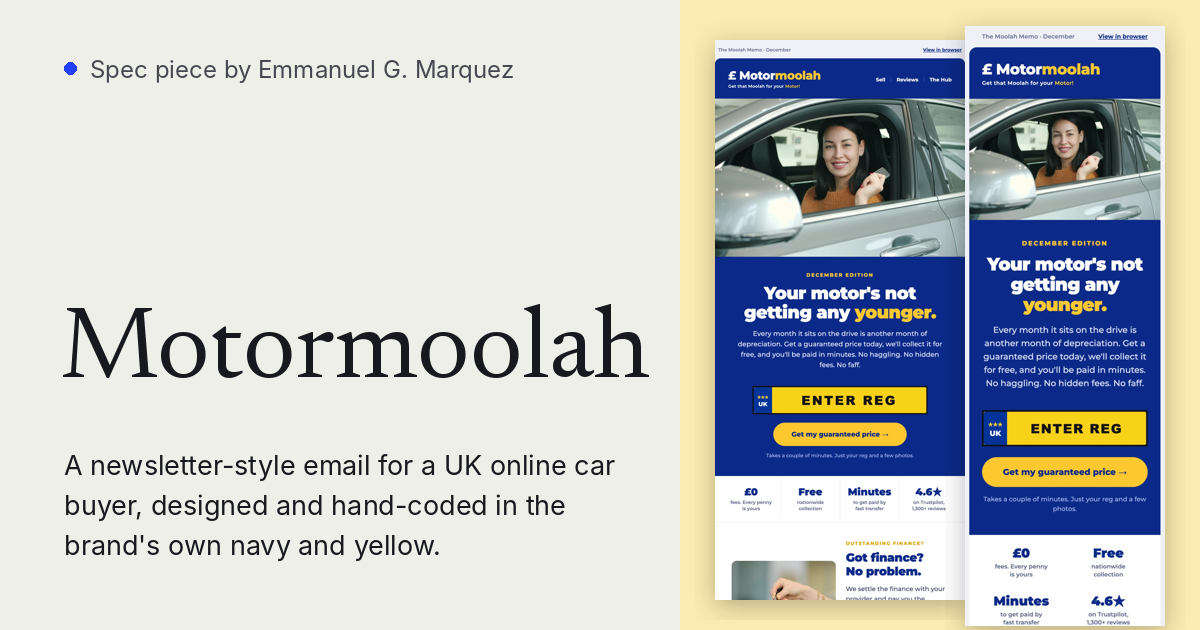 Spec piece by Emmanuel G. Marquez
Motormoolah
A newsletter-style email for a UK online car
buyer, designed and hand-coded in the
brand's own navy and yellow.
The Moolah Memo · December
View in browser
£ Motormoolah
Get that Moolah for your Motor!
Sell
Reviews
The Hub
DECEMBER EDITION
Your motor's not
getting any younger.
Every month it sits on the drive is another month of
depreciation. Get a guaranteed price today, we'll collect it for
free, and you'll be paid in minutes. No haggling. No hidden
fees. No faff.
★★★
UK
ENTER REG
Get my guaranteed price →
Takes a couple of minutes. Just your reg and a few photos.
£0
fees. Every penny
is yours
Free
nationwide
collection
Minutes
to get paid by
fast transfer
4.6★
on Trustpilot,
1,300+ reviews
OUTSTANDING FINANCE?
Got finance?
No problem.
We settle the finance with your
provider and pay you the
The Moolah Memo · December
View in browser
£ Motormoolah
Get that Moolah for your Motor!
DECEMBER EDITION
Your motor's not
getting any
younger.
Every month it sits on the drive is
another month of depreciation. Get a
guaranteed price today, we'll collect it
for free, and you'll be paid in minutes.
No haggling. No hidden fees. No faff.
★★★
UK
ENTER REG
Get my guaranteed price →
Takes a couple of minutes. Just your reg and a few
photos.
£0
fees. Every penny
is yours
Free
nationwide
collection
Minutes
to get paid by
fast transfer
4.6★
on Trustpilot,
1,300+ reviews